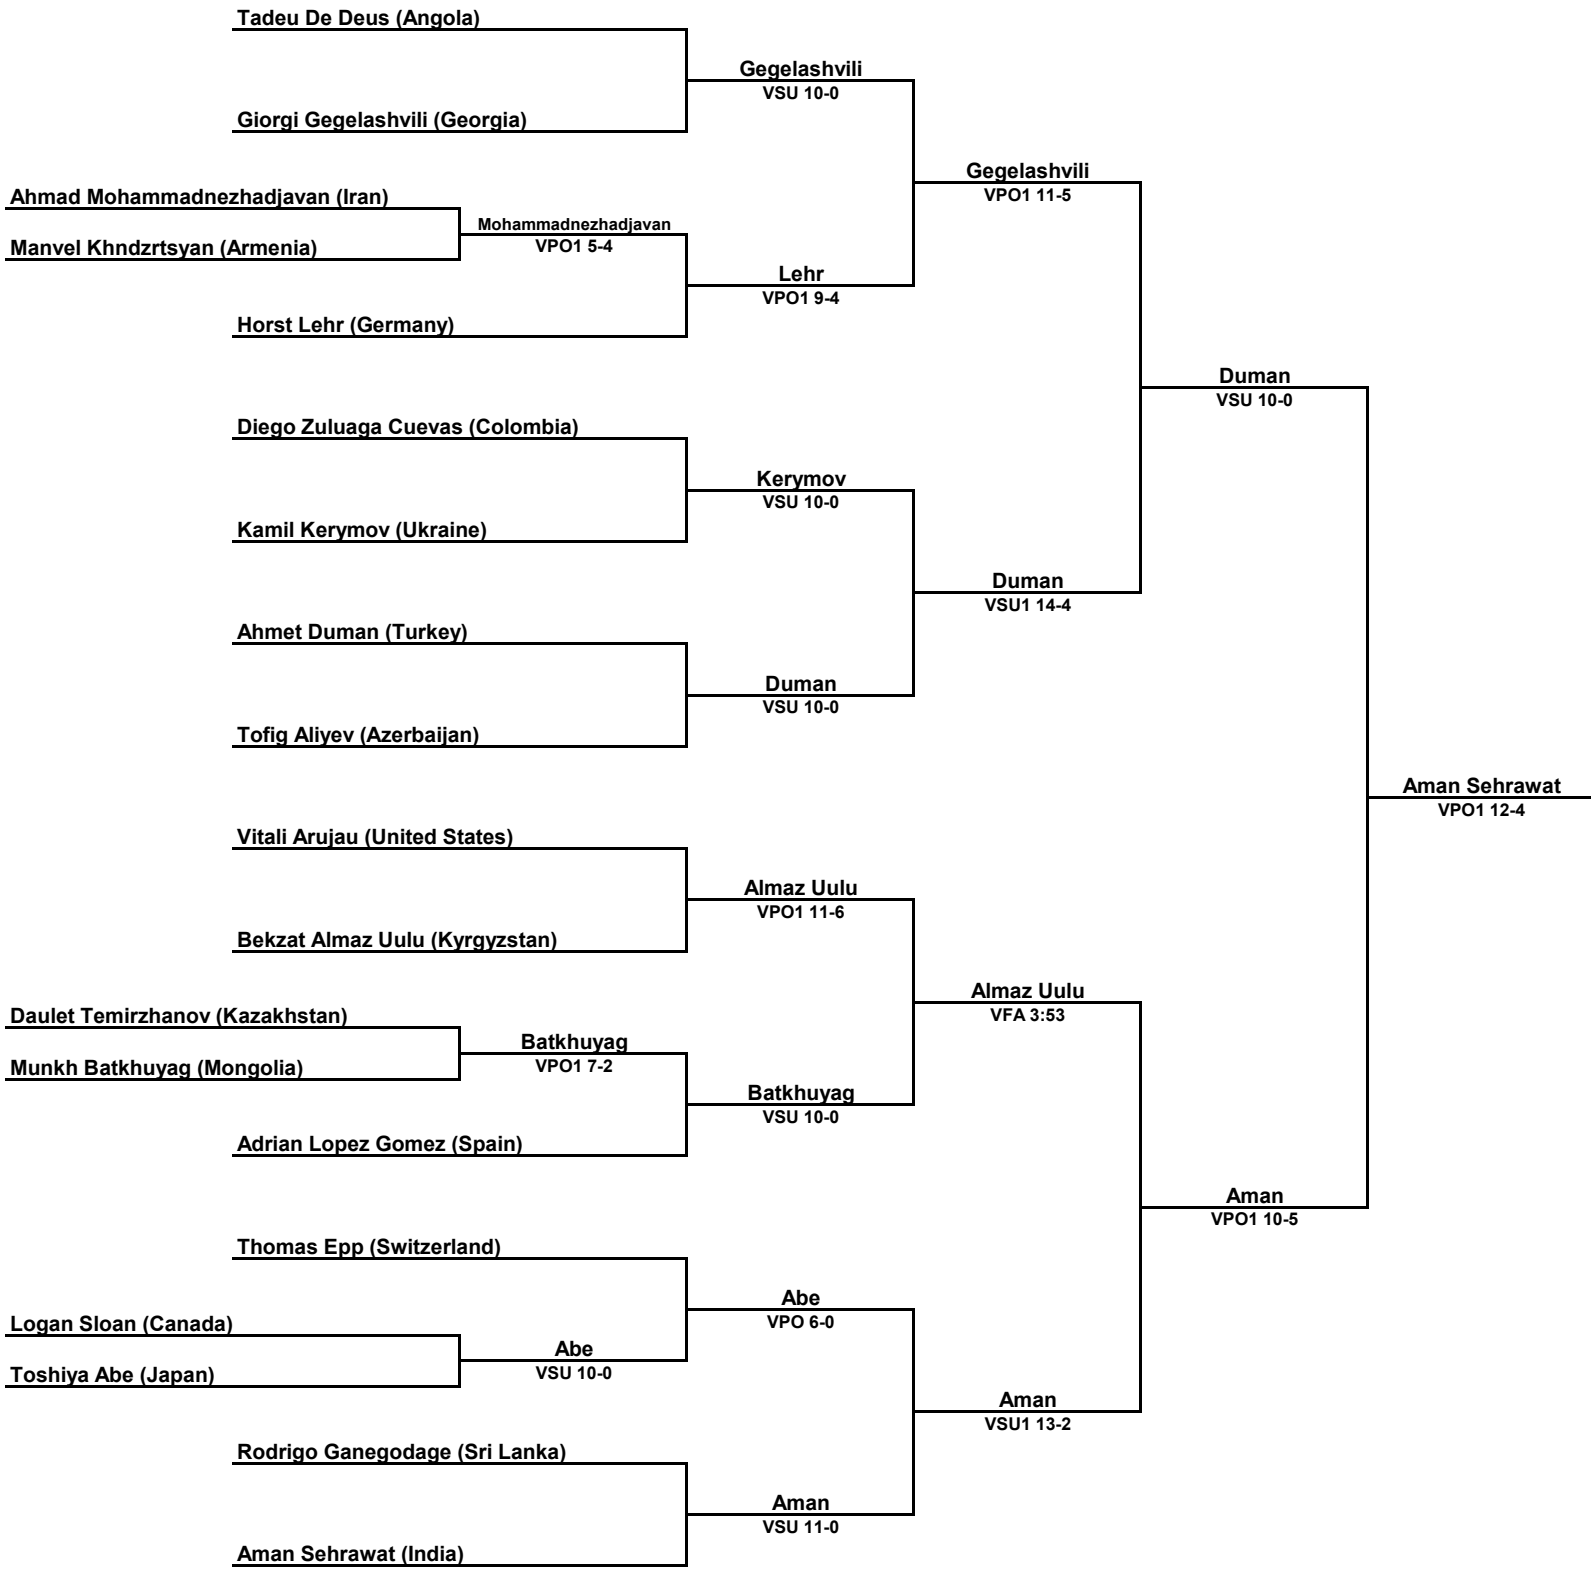 Tadeu De Deus (Angola)
Gegelashvili
VSU 10-0
Giorgi Gegelashvili (Georgia)
Gegelashvili
VPO1 11-5
Ahmad Mohammadnezhadjavan (Iran)
Mohammadnezhadjavan
VPO1 5-4
Manvel Khndzrtsyan (Armenia)
Lehr
VPO1 9-4
Horst Lehr (Germany)
Duman
VSU 10-0
Diego Zuluaga Cuevas (Colombia)
Kerymov
VSU 10-0
Kamil Kerymov (Ukraine)
Duman
VSU1 14-4
Ahmet Duman (Turkey)
Duman
VSU 10-0
Tofig Aliyev (Azerbaijan)
Aman Sehrawat
VPO1 12-4
Vitali Arujau (United States)
Almaz Uulu
VPO1 11-6
Bekzat Almaz Uulu (Kyrgyzstan)
Almaz Uulu
VFA 3:53
Daulet Temirzhanov (Kazakhstan)
Batkhuyag
VPO1 7-2
Munkh Batkhuyag (Mongolia)
Batkhuyag
VSU 10-0
Adrian Lopez Gomez (Spain)
Aman
VPO1 10-5
Thomas Epp (Switzerland)
Abe
VPO 6-0
Logan Sloan (Canada)
Abe
VSU 10-0
Toshiya Abe (Japan)
Aman
VSU1 13-2
Rodrigo Ganegodage (Sri Lanka)
Aman
VSU 11-0
Aman Sehrawat (India)